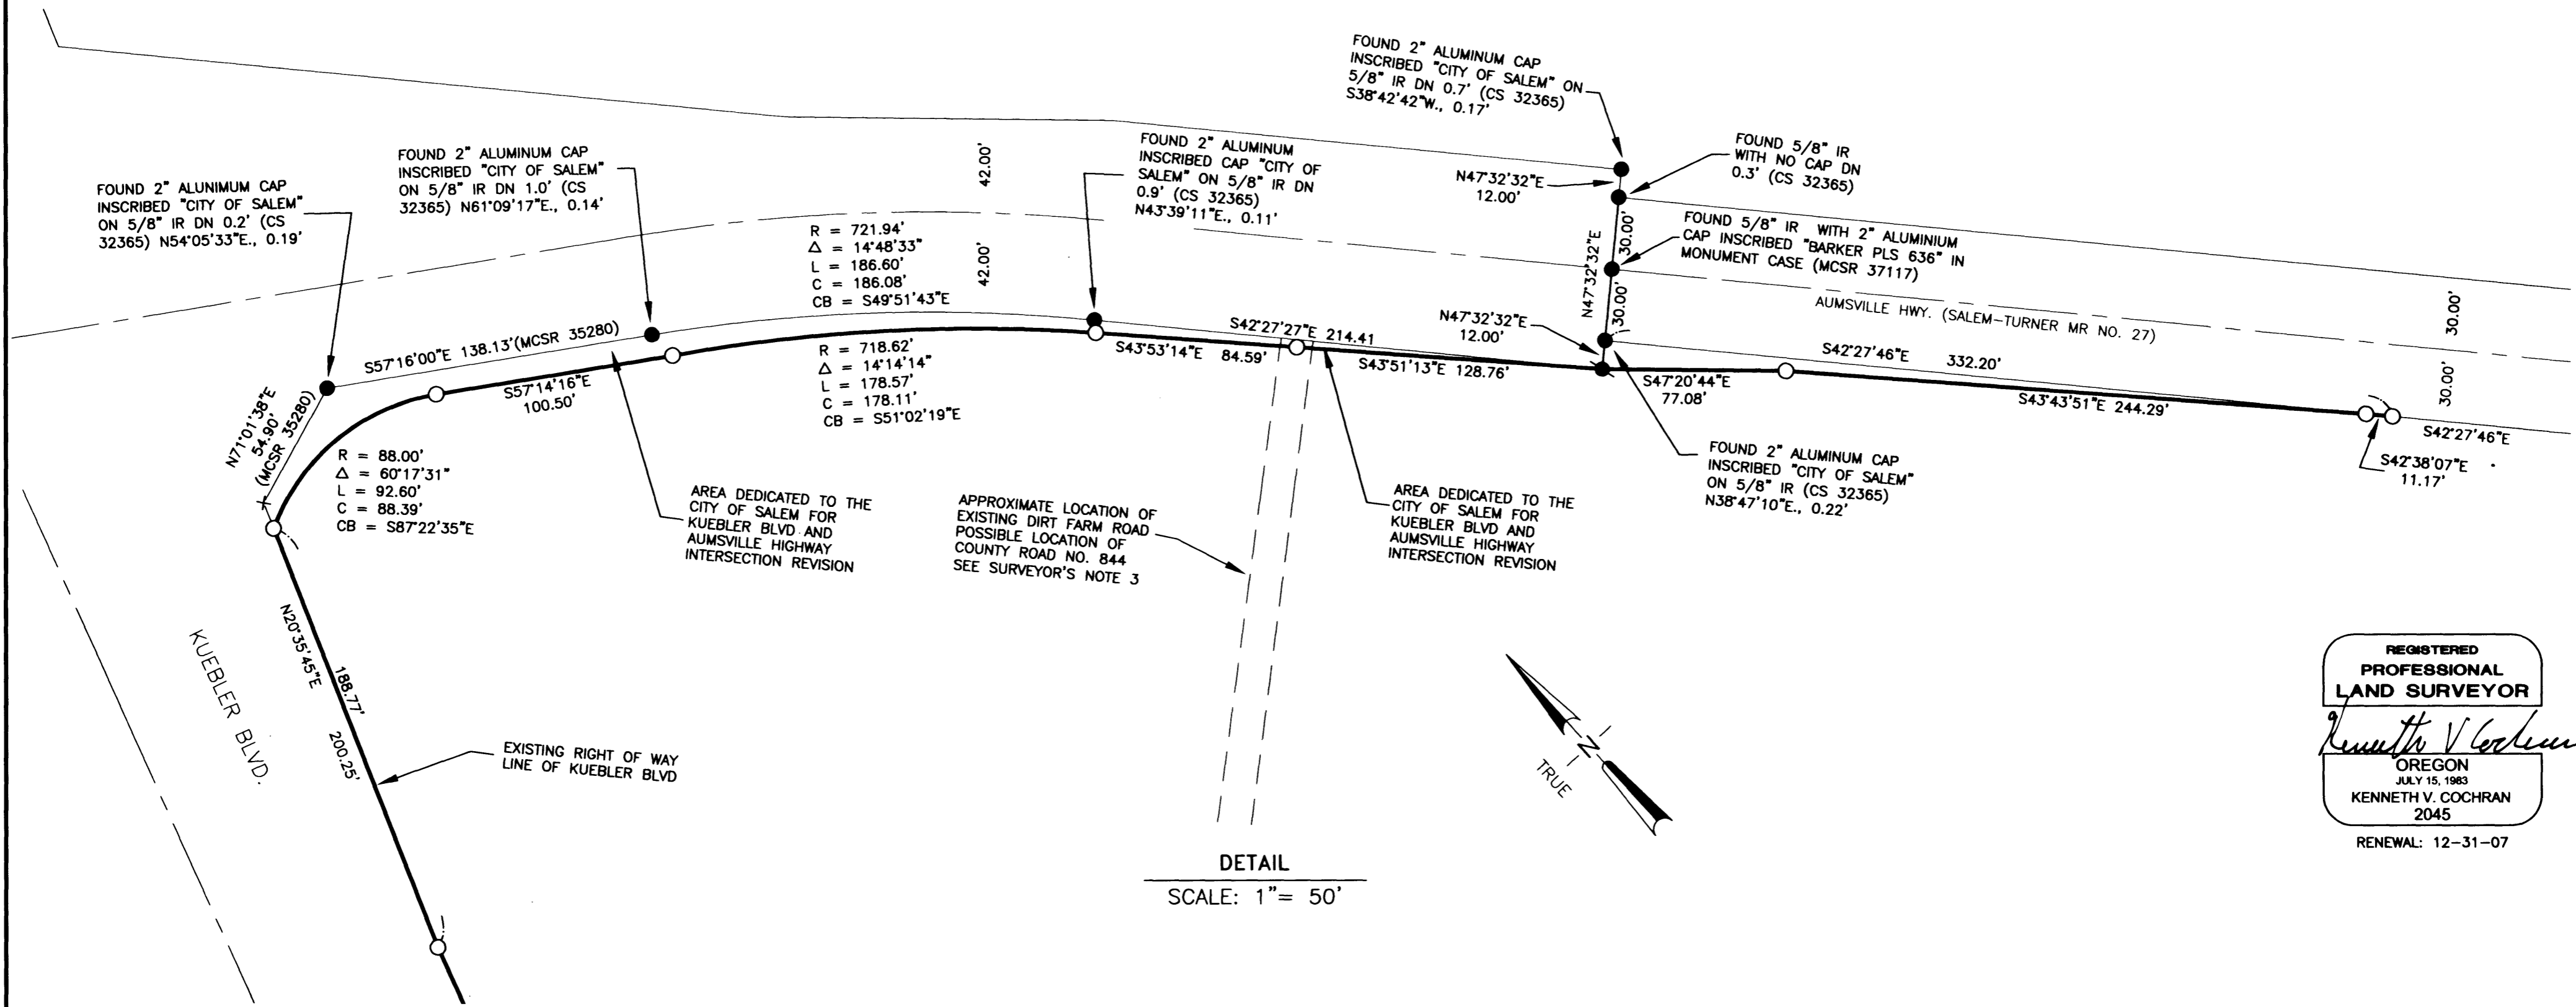 FOUND 2" ALUNIMUM CAP
INSCRIBED "CITY OF SALEM"
ON 5/8" IR DN 0.2' (CS
32365) N54°05'33"E., 0.19'
FOUND 2" ALUMINUM CAP
INSCRIBED "CITY OF SALEM"
ON 5/8" IR DN 1.0' (CS
32365) N61°09'17"E., 0.14'
R = 721.94'
Δ = 14°48'33"
L = 186.60'
C = 186.08'
CB = S49°51'43"E
42.00'
42.00'
FOUND 2" ALUMINUM
INSCRIBED CAP "CITY OF
SALEM" ON 5/8" IR DN
0.9' (CS 32365)
N43°39'11"E., 0.11'
FOUND 2" ALUMINUM CAP
INSCRIBED "CITY OF SALEM" ON
5/8" IR DN 0.7' (CS 32365)
S38°42'42"W., 0.17'
N47°32'32"E
12.00'
FOUND 5/8" IR
WITH NO CAP DN
0.3' (CS 32365)
FOUND 5/8" IR WITH 2" ALUMINIUM
CAP INSCRIBED "BARKER PLS 636" IN
MONUMENT CASE (MCSR 37117)
N47°32'32"E
30.00'
30.00'
AUMSVILLE HWY. (SALEM-TURNER MR NO. 27)
30.00'
30.00'
S57°16'00"E 138.13'(MCSR 35280)
S57°14'16"E
100.50'
R = 718.62'
Δ = 14°14'14"
L = 178.57'
C = 178.11'
CB = S51°02'19"E
S42°27'27"E 214.41
S43°53'14"E 84.59'
N47°32'32"E
12.00'
S43°51'13"E 128.76'
S42°27'46"E 332.20'
S47°20'44"E
77.08'
S43°43'51"E 244.29'
S42°27'46"E
S42°38'07"E
11.17'
N71°01'38"E
54.90'
(MCSR 35280)
R = 88.00'
Δ = 60°17'31"
L = 92.60'
C = 88.39'
CB = S87°22'35"E
AREA DEDICATED TO THE
CITY OF SALEM FOR
KUEBLER BLVD AND
AUMSVILLE HIGHWAY
INTERSECTION REVISION
APPROXIMATE LOCATION OF
EXISTING DIRT FARM ROAD
POSSIBLE LOCATION OF
COUNTY ROAD NO. 844
SEE SURVEYOR'S NOTE 3
AREA DEDICATED TO THE
CITY OF SALEM FOR
KUEBLER BLVD AND
AUMSVILLE HIGHWAY
INTERSECTION REVISION
FOUND 2" ALUMINUM CAP
INSCRIBED "CITY OF SALEM"
ON 5/8" IR (CS 32365)
N38°47'10"E., 0.22'
KUEBLER BLVD.
N20°35'45"E
188.77'
200.25'
EXISTING RIGHT OF WAY
LINE OF KUEBLER BLVD
N
TRUE
DETAIL
SCALE: 1"= 50'
REGISTERED
PROFESSIONAL
LAND SURVEYOR
Kenneth V Cochran
OREGON
JULY 15, 1983
KENNETH V. COCHRAN
2045
RENEWAL: 12-31-07